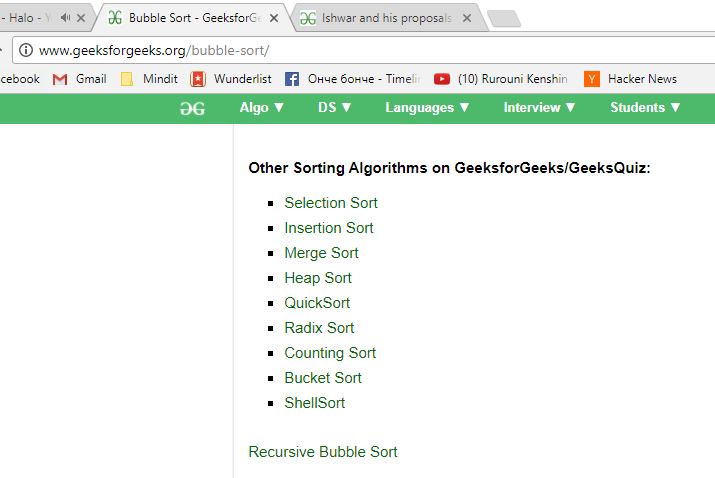 - Halo - Y
Bubble Sort - GeeksforGe
Ishwar and his proposals
www.geeksforgeeks.org/bubble-sort/
cebook Gmail Mindit Wunderlist Онче бонче - Timelin (10) Rurouni Kenshin Hacker News
Algo ▼ DS ▼ Languages ▼ Interview ▼ Students ▼
Other Sorting Algorithms on GeeksforGeeks/GeeksQuiz:
Selection Sort
Insertion Sort
Merge Sort
Heap Sort
QuickSort
Radix Sort
Counting Sort
Bucket Sort
ShellSort
Recursive Bubble Sort